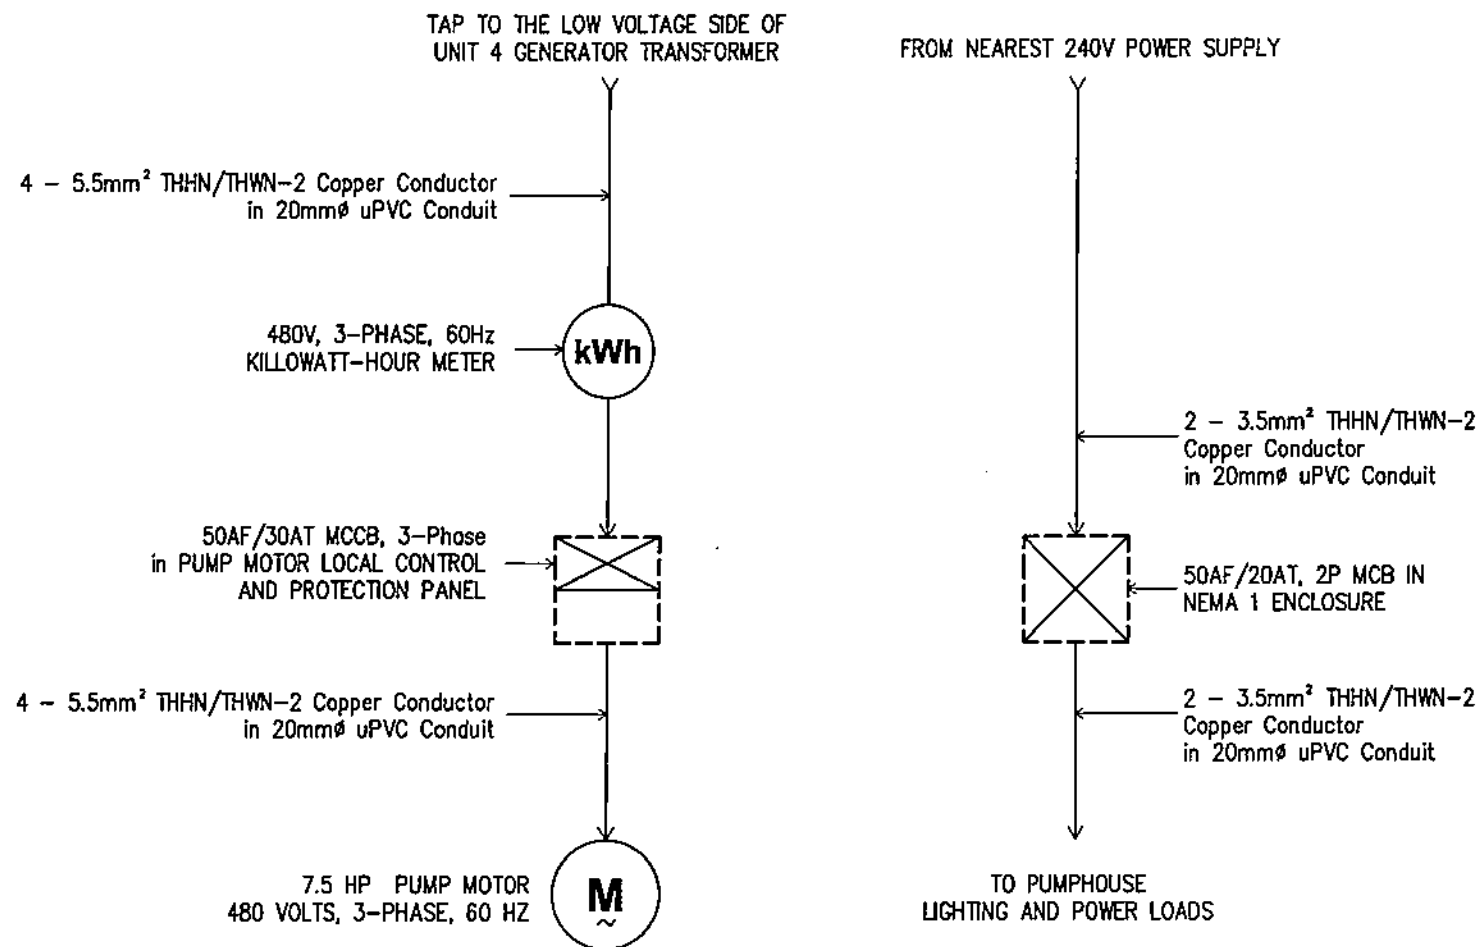 TAP TO THE LOW VOLTAGE SIDE OF
UNIT 4 GENERATOR TRANSFORMER
4 - 5.5mm² THHN/THWN-2 Copper Conductor
in 20mmø uPVC Conduit
480V, 3-PHASE, 60Hz
KILLOWATT-HOUR METER
kWh
50AF/30AT MCCB, 3-Phase
in PUMP MOTOR LOCAL CONTROL
AND PROTECTION PANEL
4 - 5.5mm² THHN/THWN-2 Copper Conductor
in 20mmø uPVC Conduit
7.5 HP PUMP MOTOR
480 VOLTS, 3-PHASE, 60 HZ
M
~
FROM NEAREST 240V POWER SUPPLY
2 - 3.5mm² THHN/THWN-2
Copper Conductor
in 20mmø uPVC Conduit
50AF/20AT, 2P MCB IN
NEMA 1 ENCLOSURE
2 - 3.5mm² THHN/THWN-2
Copper Conductor
in 20mmø uPVC Conduit
TO PUMPHOUSE
LIGHTING AND POWER LOADS